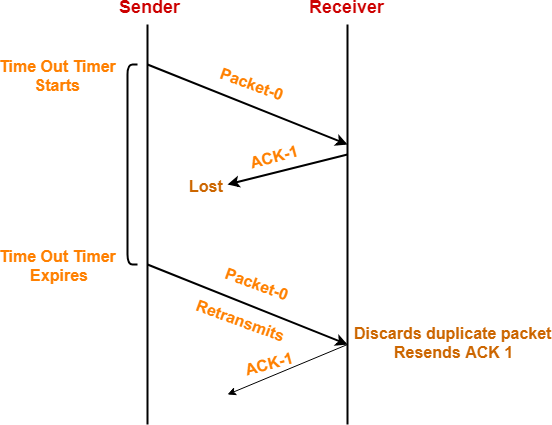 Sender
Receiver
Time Out Timer
Starts
Packet-0
ACK-1
Lost
Time Out Timer
Expires
Packet-0
Retransmits
Discards duplicate packet
Resends ACK 1
ACK-1